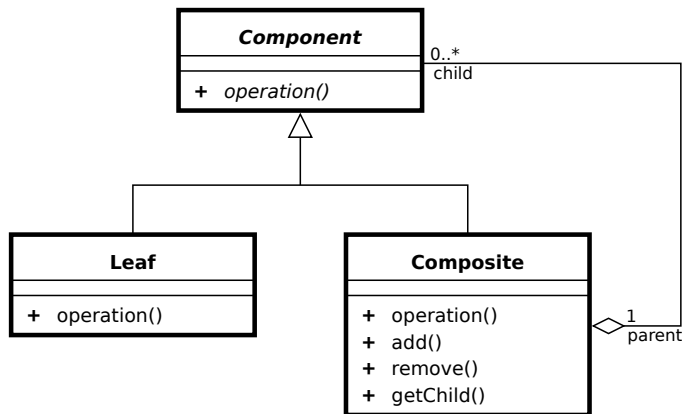 Component
+ operation()
0..*
child
Leaf
+ operation()
Composite
+ operation()
+ add()
+ remove()
+ getChild()
1
parent